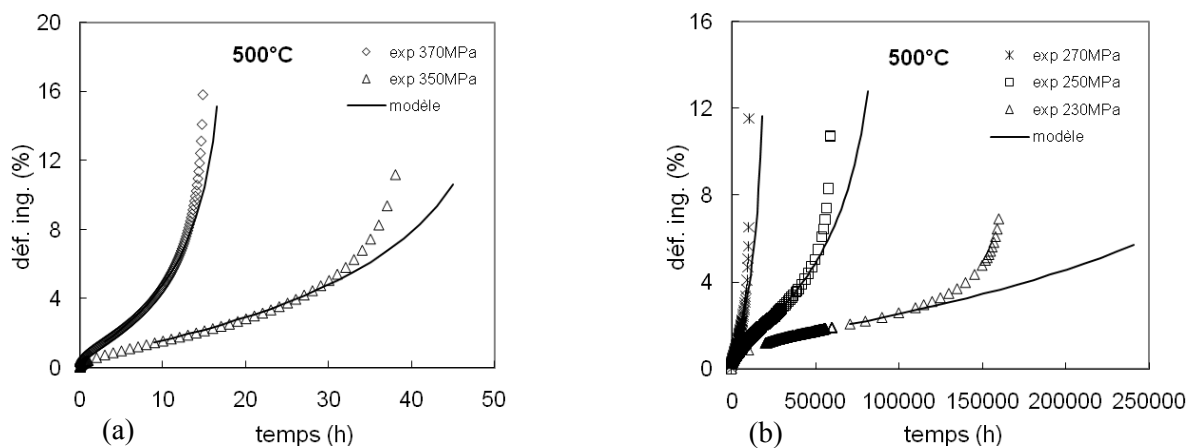 20
16
12
8
4
0
déf. ing. (%)
500°C
exp 370MPa
exp 350MPa
modèle
0
10
20
30
40
50
temps (h)
(a)
16
12
8
4
0
déf. ing. (%)
500°C
exp 270MPa
exp 250MPa
exp 230MPa
modèle
0
50000
100000
150000
200000
250000
temps (h)
(b)